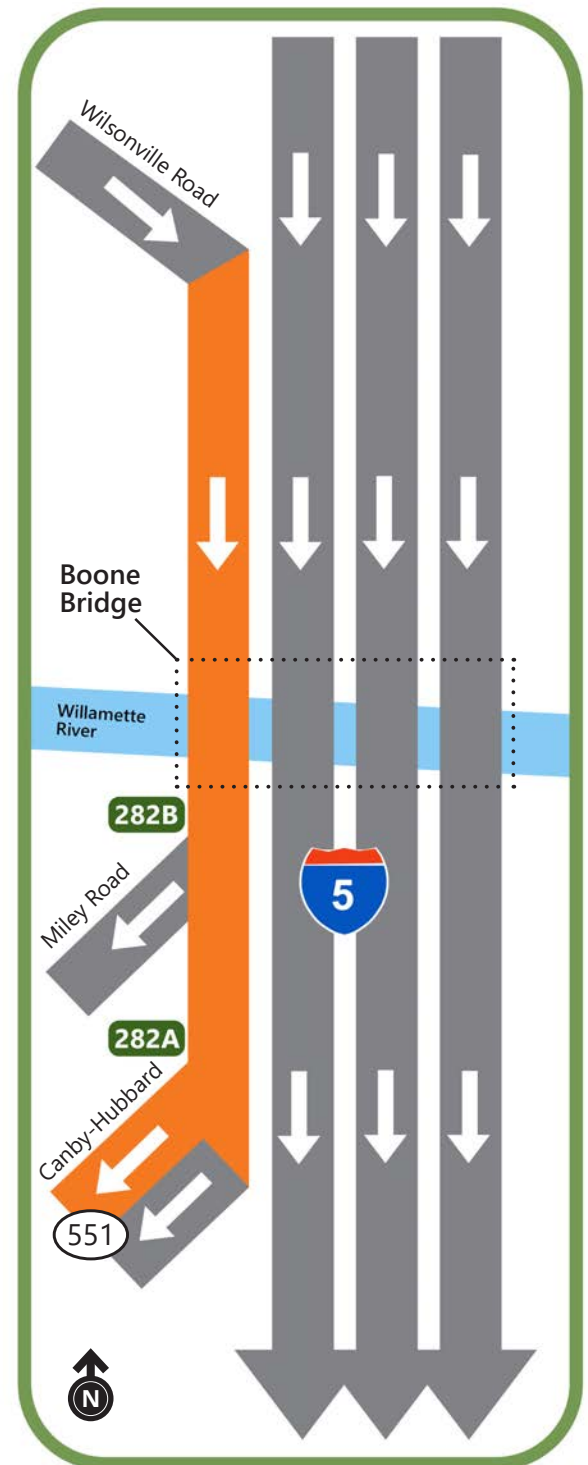 Wilsonville Road
Boone
Bridge
Willamette
River
282B
Miley Road
5
282A
Canby-Hubbard
551
N